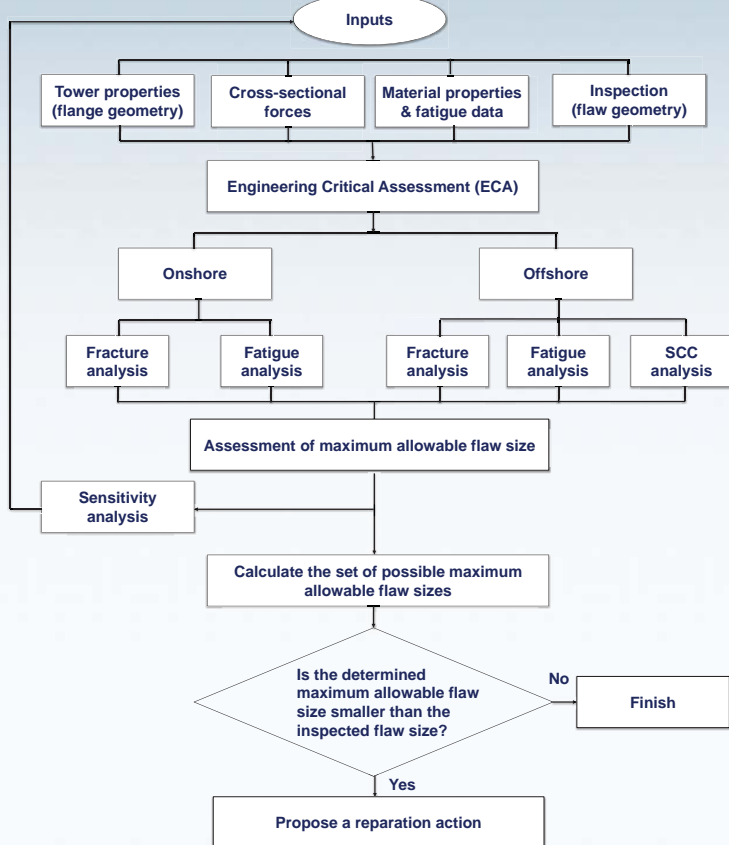 Inputs
Tower properties
(flange geometry)
Cross-sectional
forces
Material properties
& fatigue data
Inspection
(flaw geometry)
Engineering Critical Assessment (ECA)
Onshore
Offshore
Fracture
analysis
Fatigue
analysis
Fracture
analysis
Fatigue
analysis
SCC
analysis
Assessment of maximum allowable flaw size
Sensitivity
analysis
Calculate the set of possible maximum
allowable flaw sizes
Is the determined
maximum allowable flaw
size smaller than the
inspected flaw size?
No
Finish
Yes
Propose a reparation action